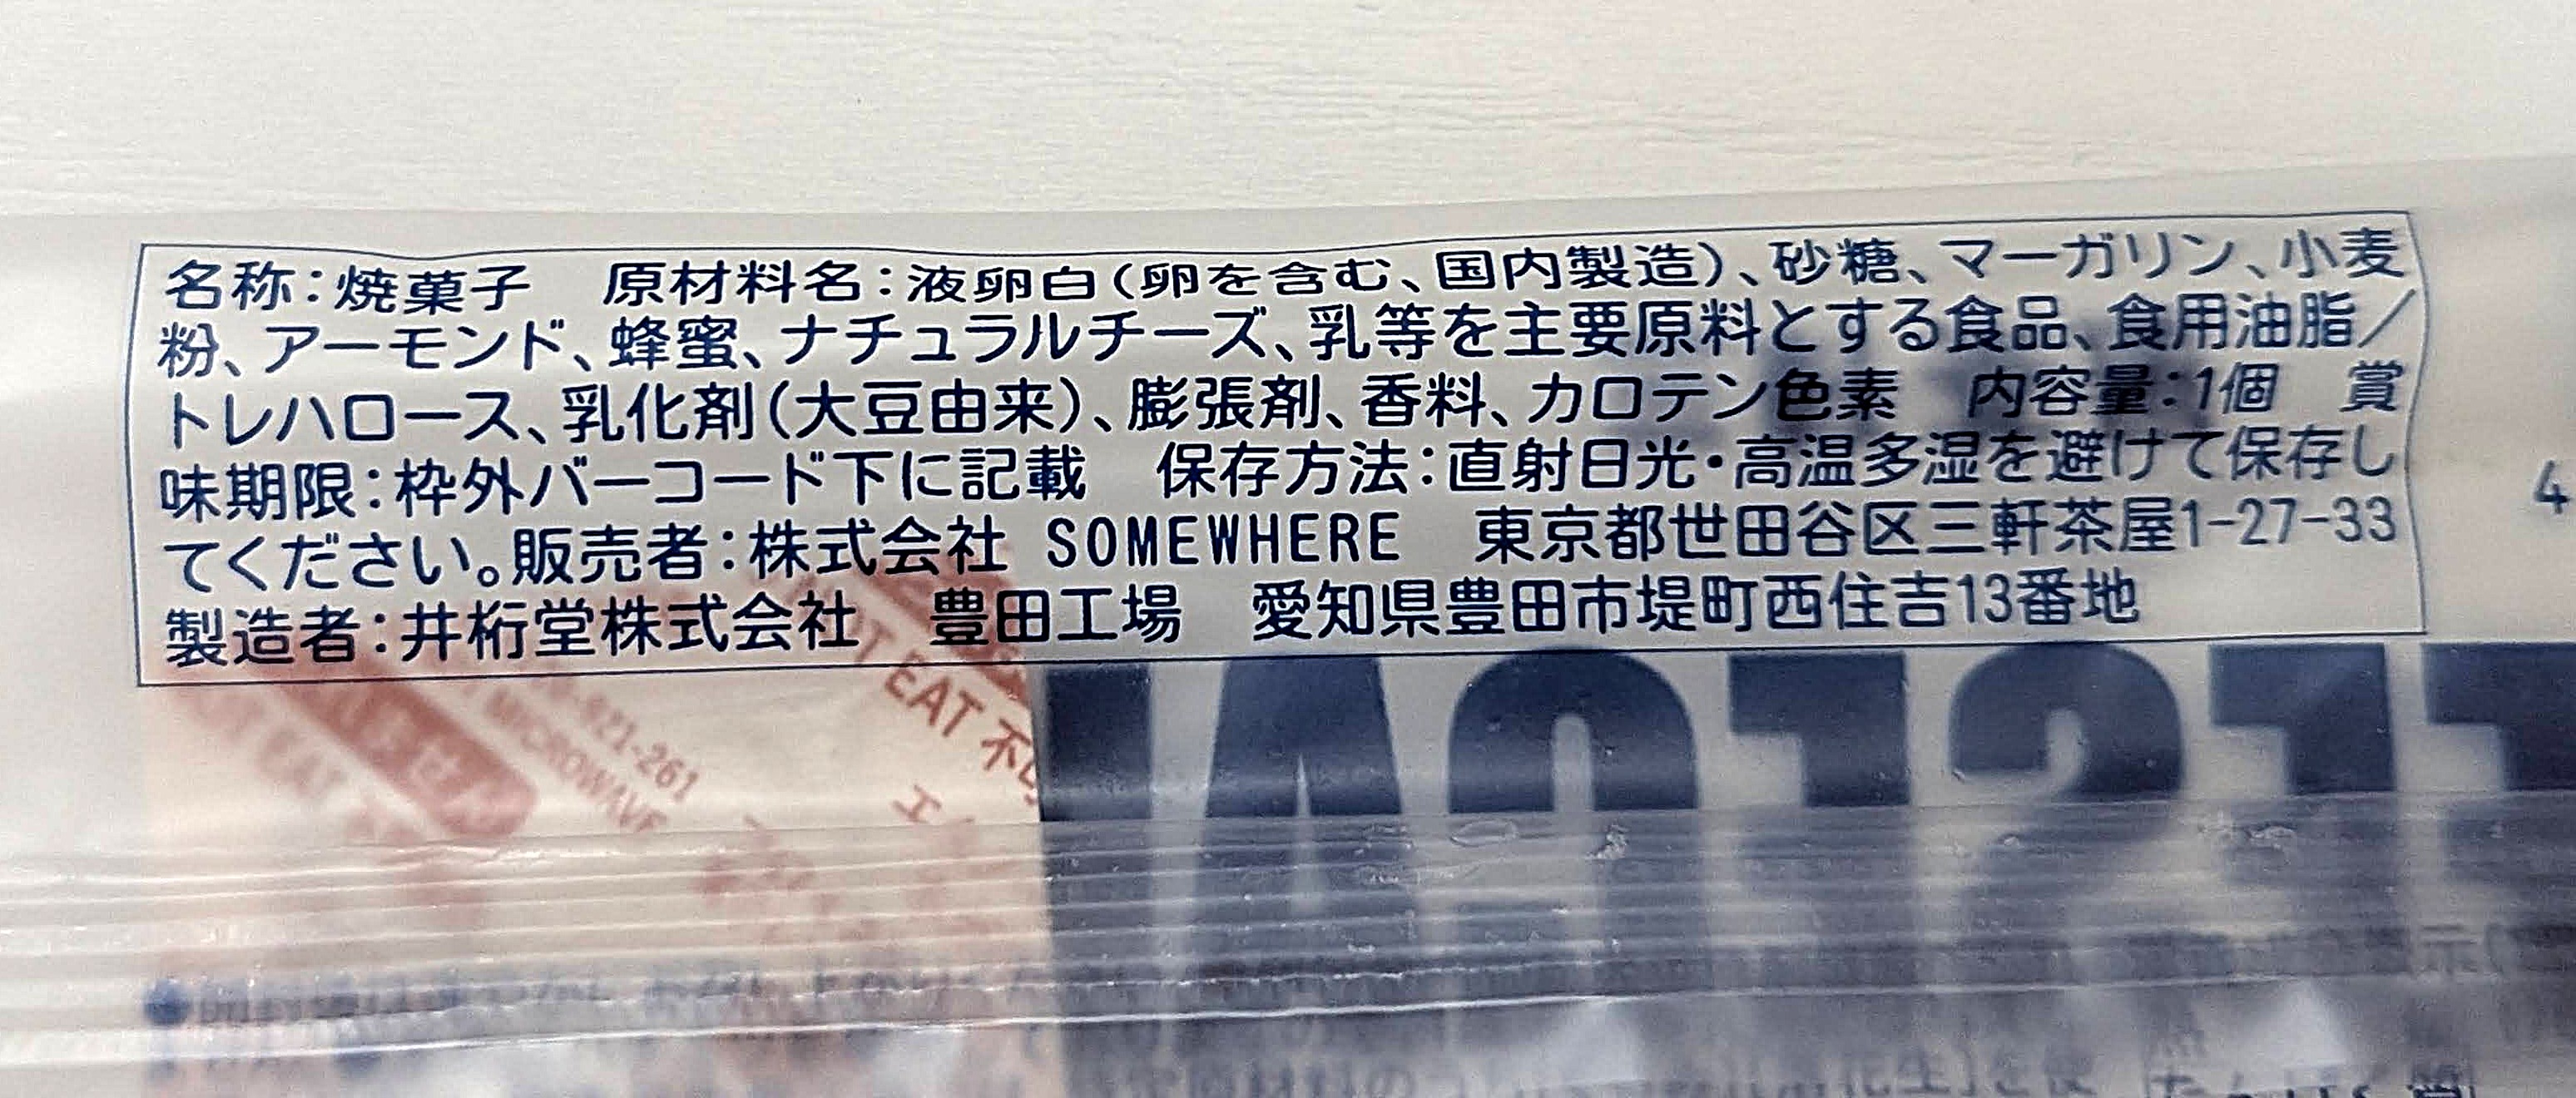 名称：焼菓子　原材料名：液卵白（卵を含む、国内製造）、砂糖、マーガリン、小麦
粉、アーモンド、蜂蜜、ナチュラルチーズ、乳等を主要原料とする食品、食用油脂／
トレハロース、乳化剤（大豆由来）、膨張剤、香料、カロテン色素　内容量：1個　賞
味期限：枠外バーコード下に記載　保存方法：直射日光・高温多湿を避けて保存し
てください。販売者：株式会社 SOMEWHERE　東京都世田谷区三軒茶屋1-27-33
製造者：井桁堂株式会社　豊田工場　愛知県豊田市堤町西住吉13番地
4
EAT 不
-921-261
MICROWAVE
EAT